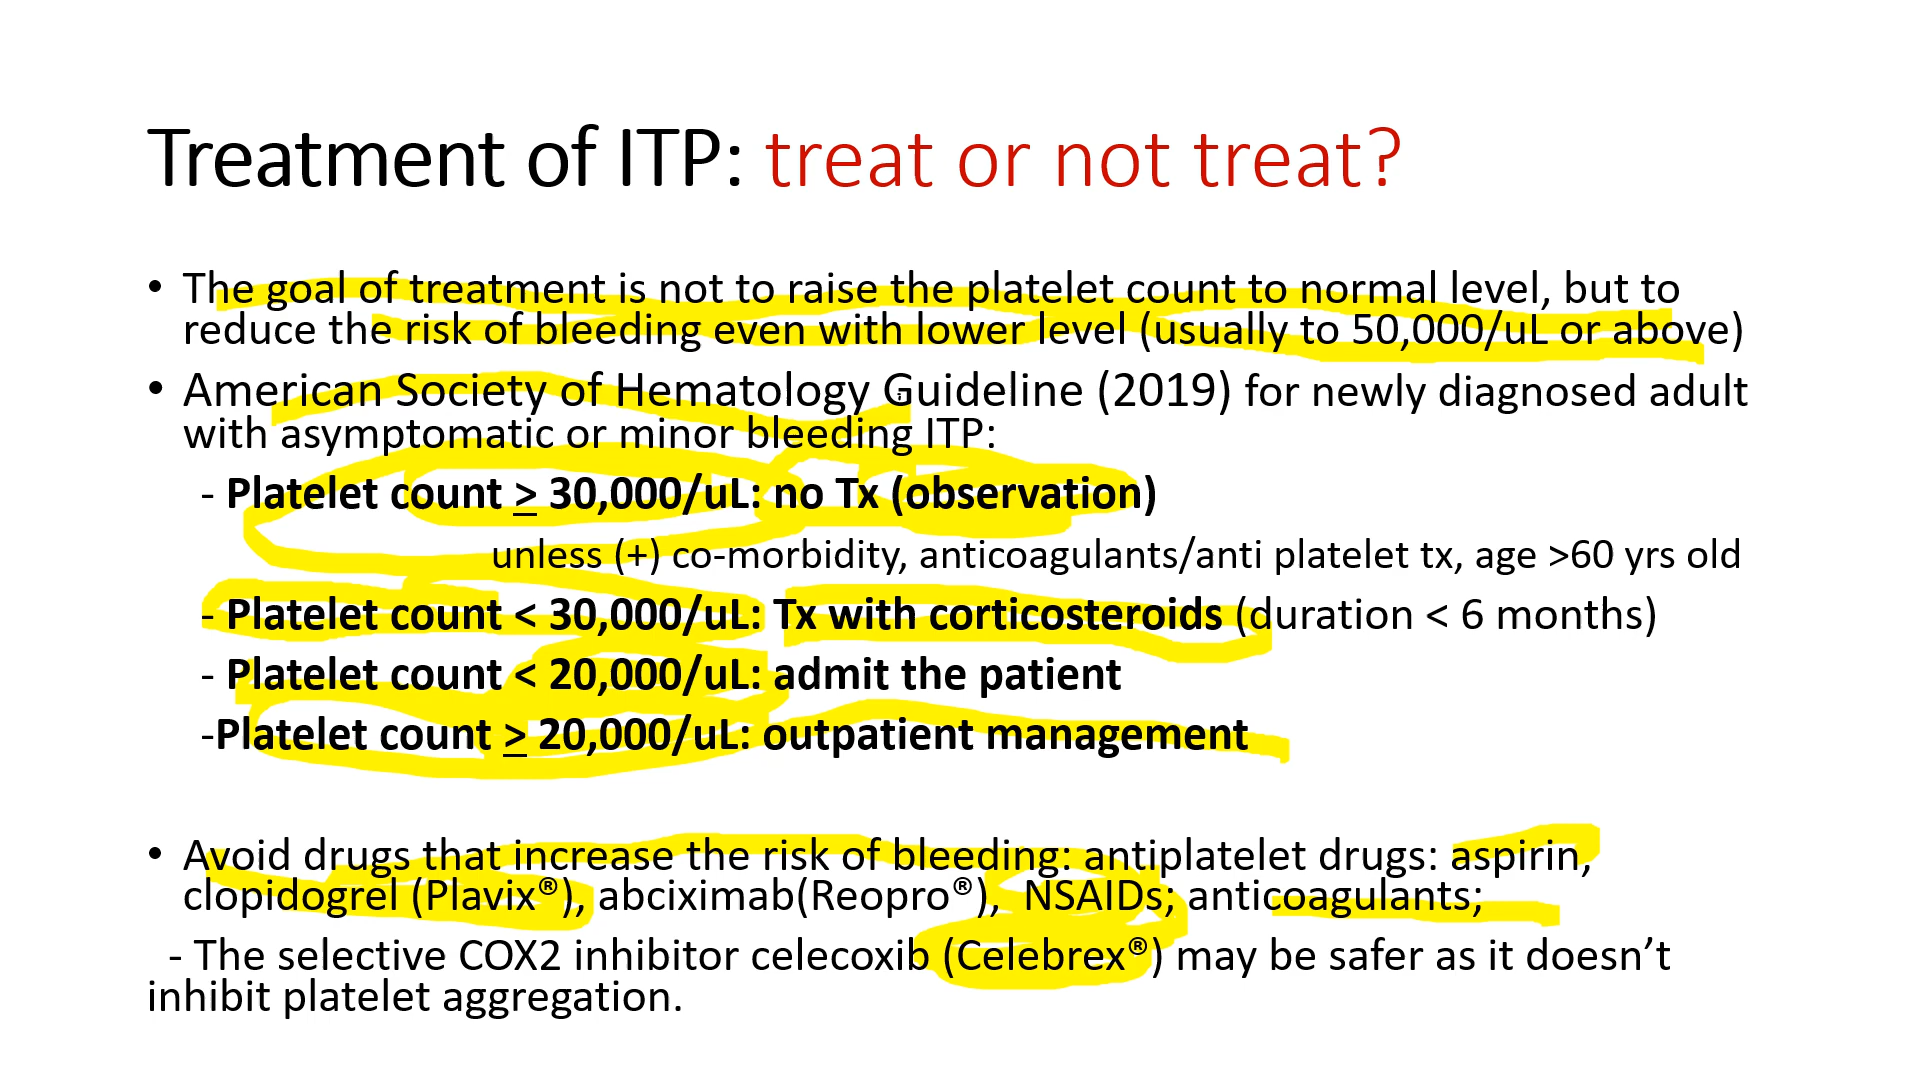 Treatment of ITP: treat or not treat?
• The goal of treatment is not to raise the platelet count to normal level, but to
reduce the risk of bleeding even with lower level (usually to 50,000/uL or above)
• American Society of Hematology Guideline (2019) for newly diagnosed adult
with asymptomatic or minor bleeding ITP:
- Platelet count ≥ 30,000/uL: no Tx (observation)
unless (+) co-morbidity, anticoagulants/anti platelet tx, age >60 yrs old
- Platelet count < 30,000/uL: Tx with corticosteroids (duration < 6 months)
- Platelet count < 20,000/uL: admit the patient
-Platelet count ≥ 20,000/uL: outpatient management
• Avoid drugs that increase the risk of bleeding: antiplatelet drugs: aspirin,
clopidogrel (Plavix®), abciximab(Reopro®), NSAIDs; anticoagulants;
- The selective COX2 inhibitor celecoxib (Celebrex®) may be safer as it doesn’t
inhibit platelet aggregation.